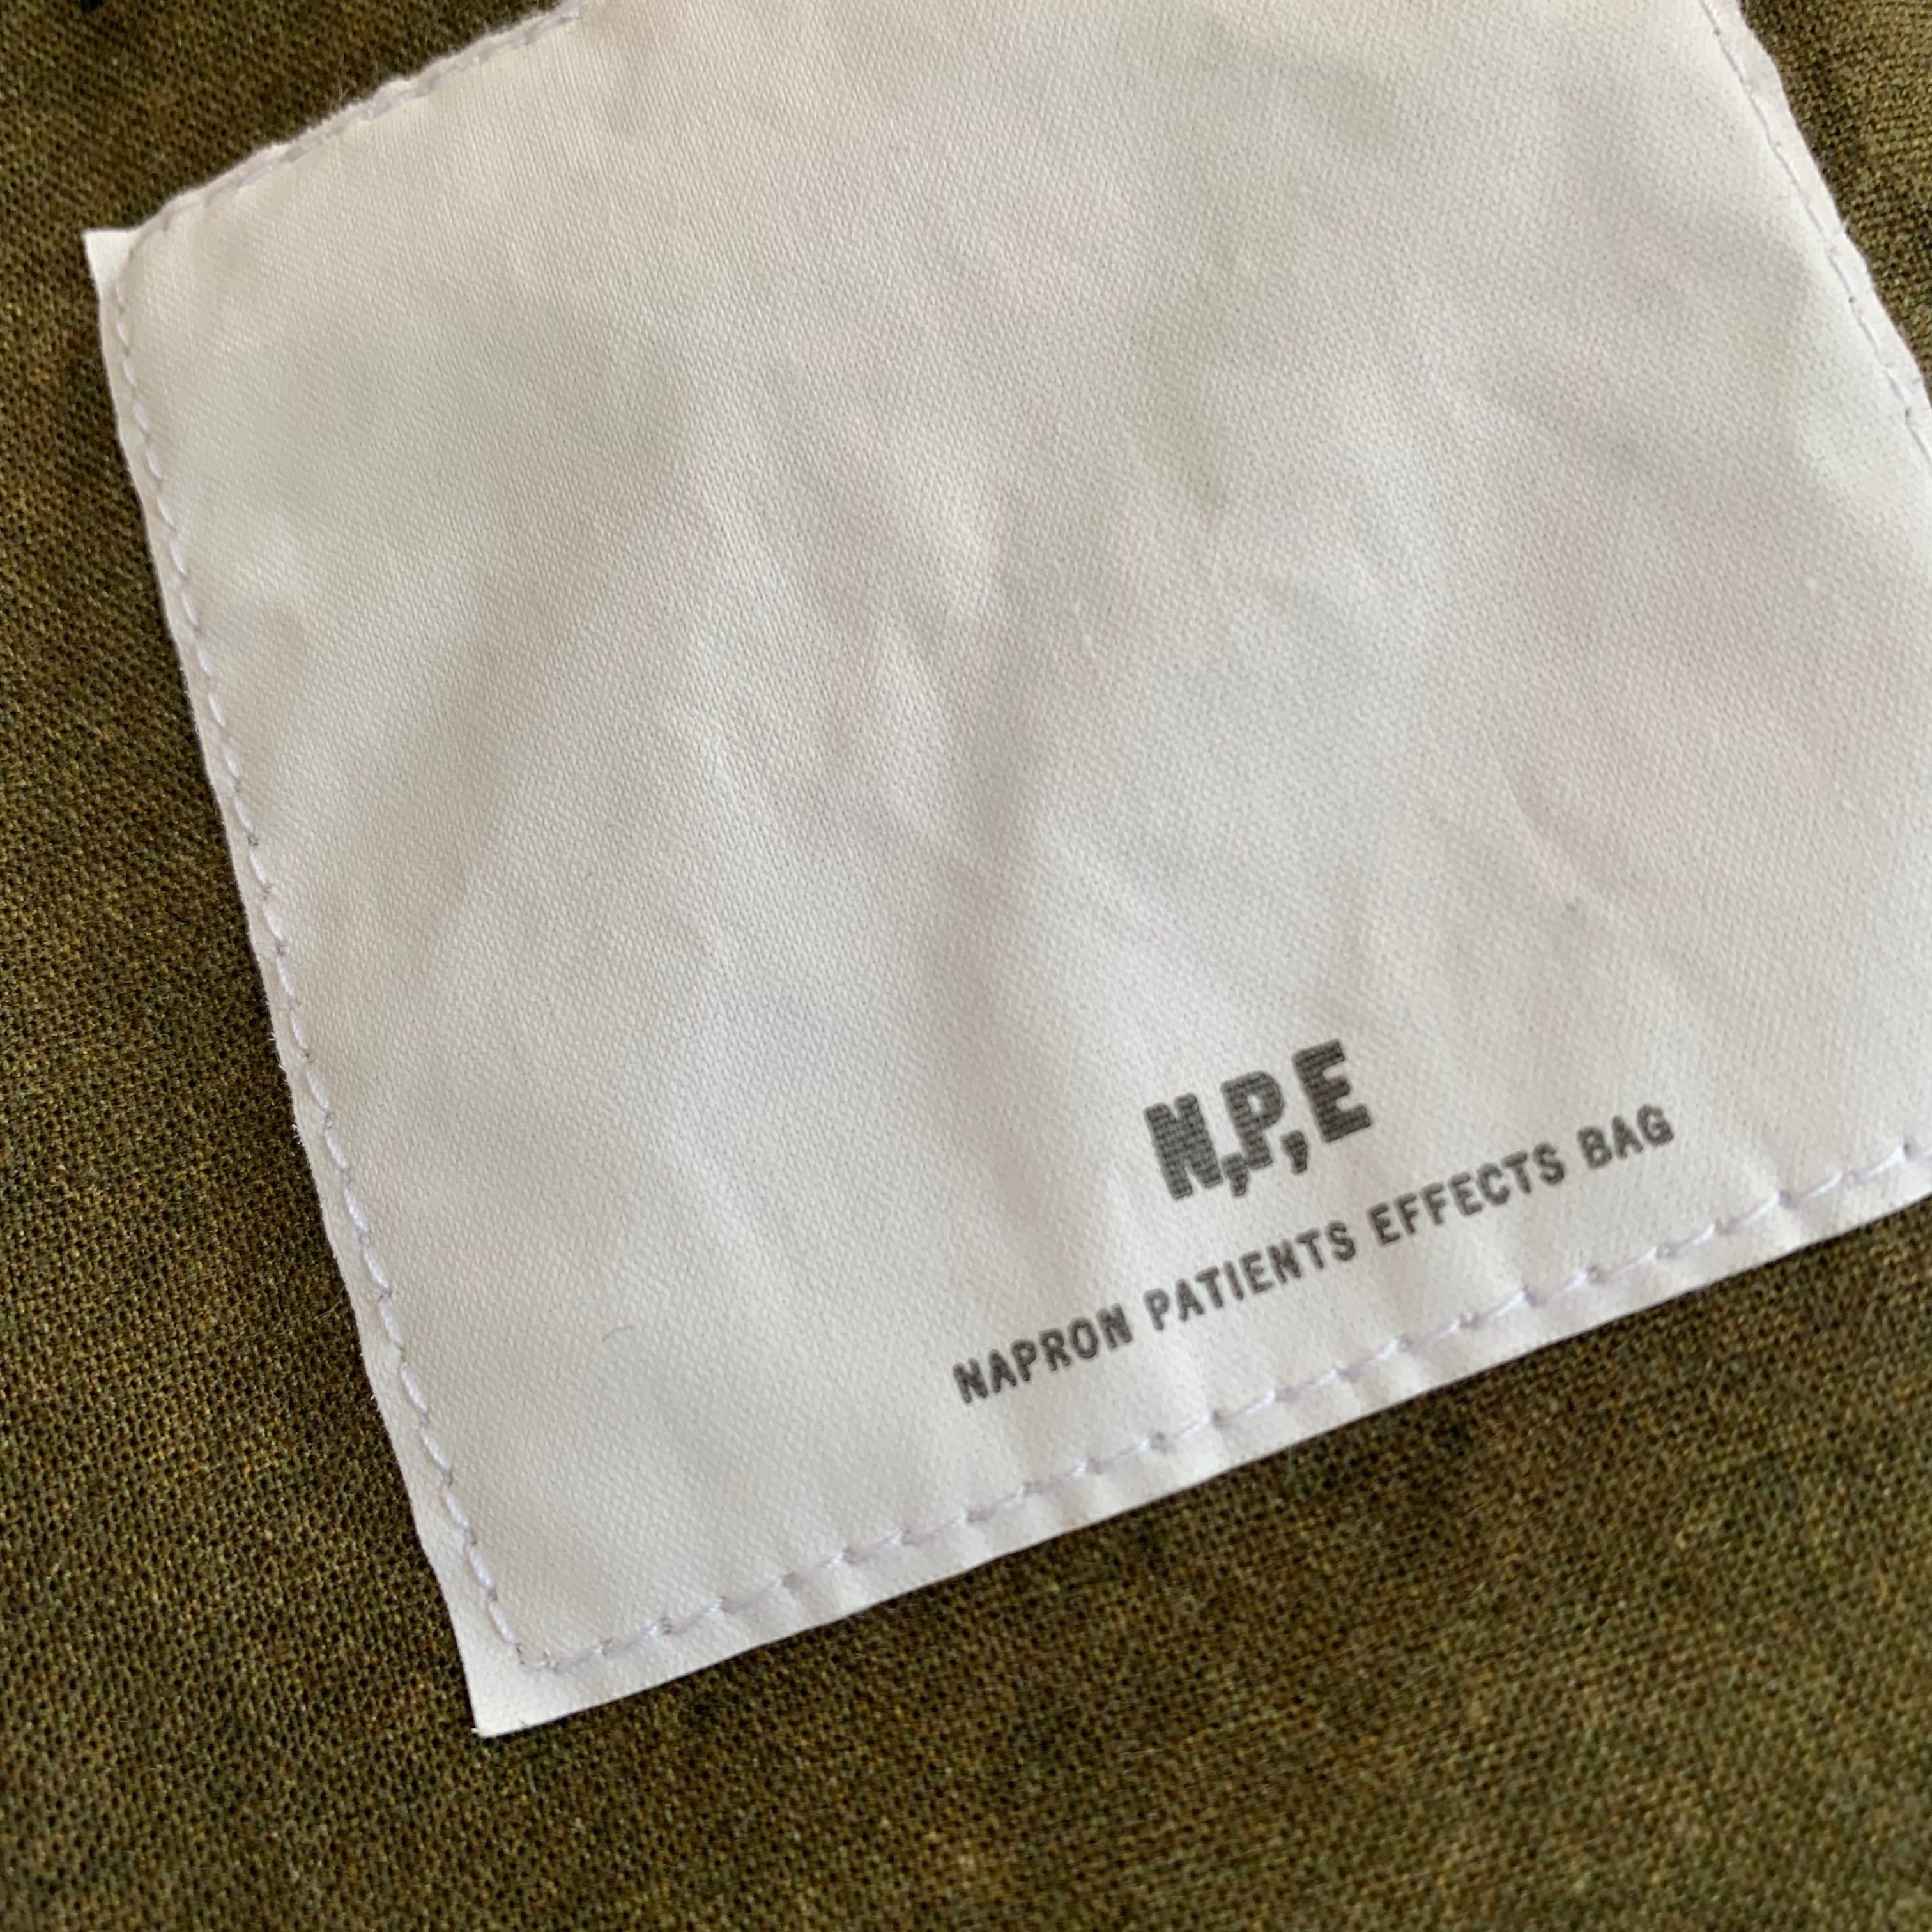 N,P,E
NAPRON PATIENTS EFFECTS BAG